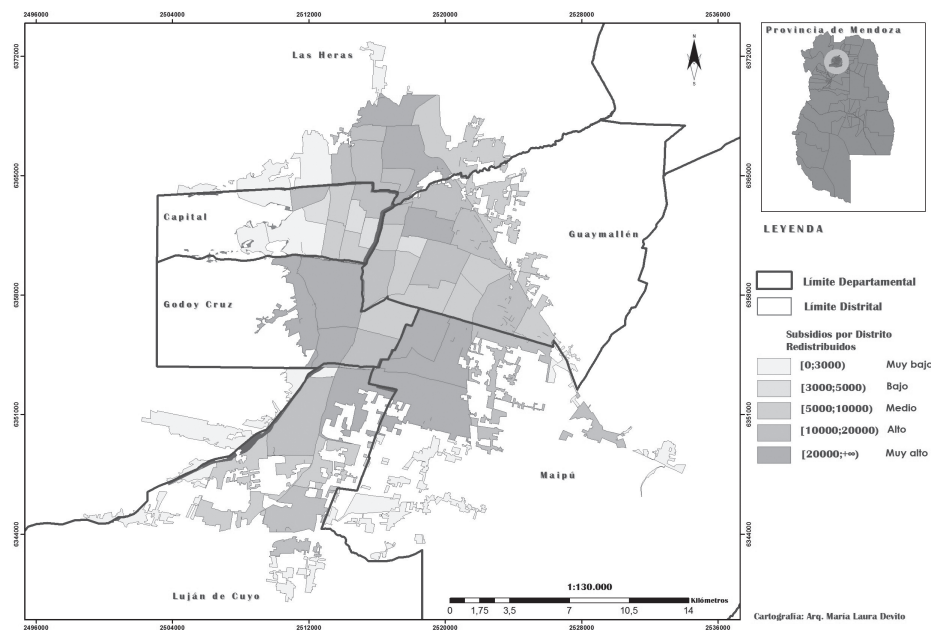 2496000 2504000 2512000 2520000 2528000 2536000
Provincia de Mendoza
Las Heras
N
S
6372000
6372000
6365000
6365000
Capital
Guaymallén
LEYENDA
6358000
6358000
Godoy Cruz
Límite Departamental
Límite Distrital
Subsidios por Distrito
Redistribuidos
[0;3000) Muy bajo
[3000;5000) Bajo
[5000;10000) Medio
[10000;20000) Alto
[20000;+∞) Muy alto
6351000
6351000
Maipú
6344000
6344000
Luján de Cuyo
1:130.000
Kilómetros
0 1,75 3,5 7 10,5 14
Cartografía: Arq. María Laura Devito
2496000 2504000 2512000 2520000 2528000 2536000